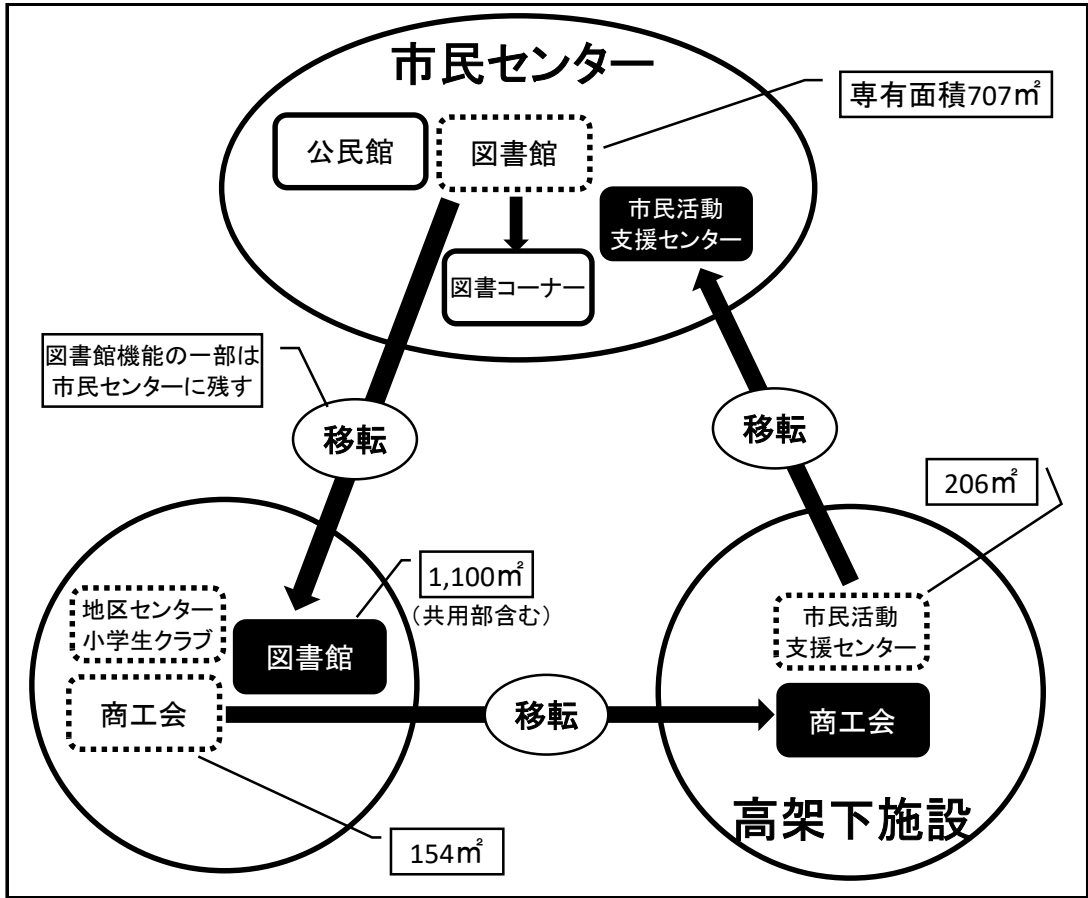 市民センター
専有面積707㎡
公民館
図書館
市民活動
支援センター
図書コーナー
図書館機能の一部は
市民センターに残す
移転
移転
206㎡
1,100㎡
(共用部含む)
地区センター
小学生クラブ
図書館
市民活動
支援センター
商工会
移転
商工会
高架下施設
154㎡